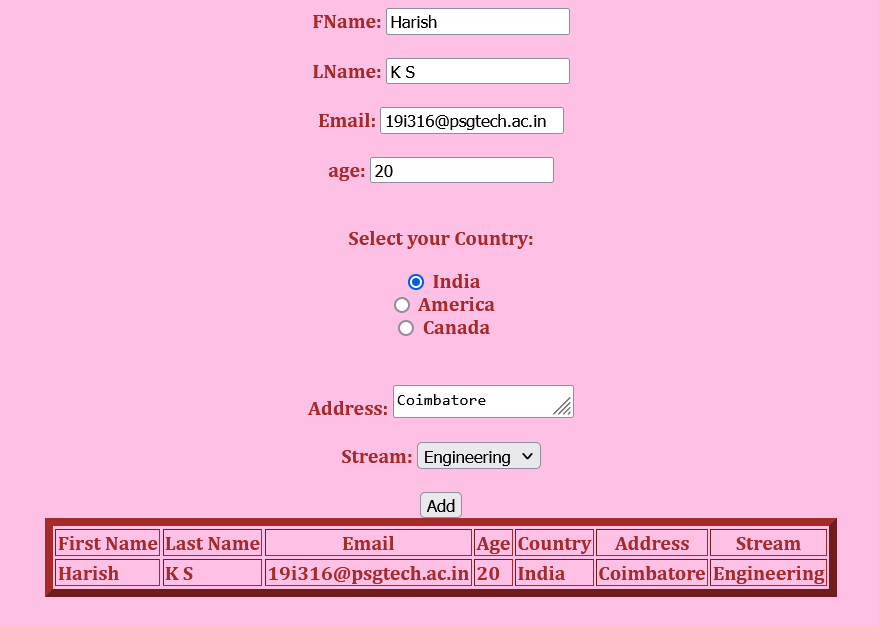 FName: Harish
LName: K S
Email: 19i316@psgtech.ac.in
age: 20
Select your Country:
India
America
Canada
Address: Coimbatore
Stream: Engineering
Add
First Name Last Name Email Age Country Address Stream
Harish K S 19i316@psgtech.ac.in 20 India Coimbatore Engineering